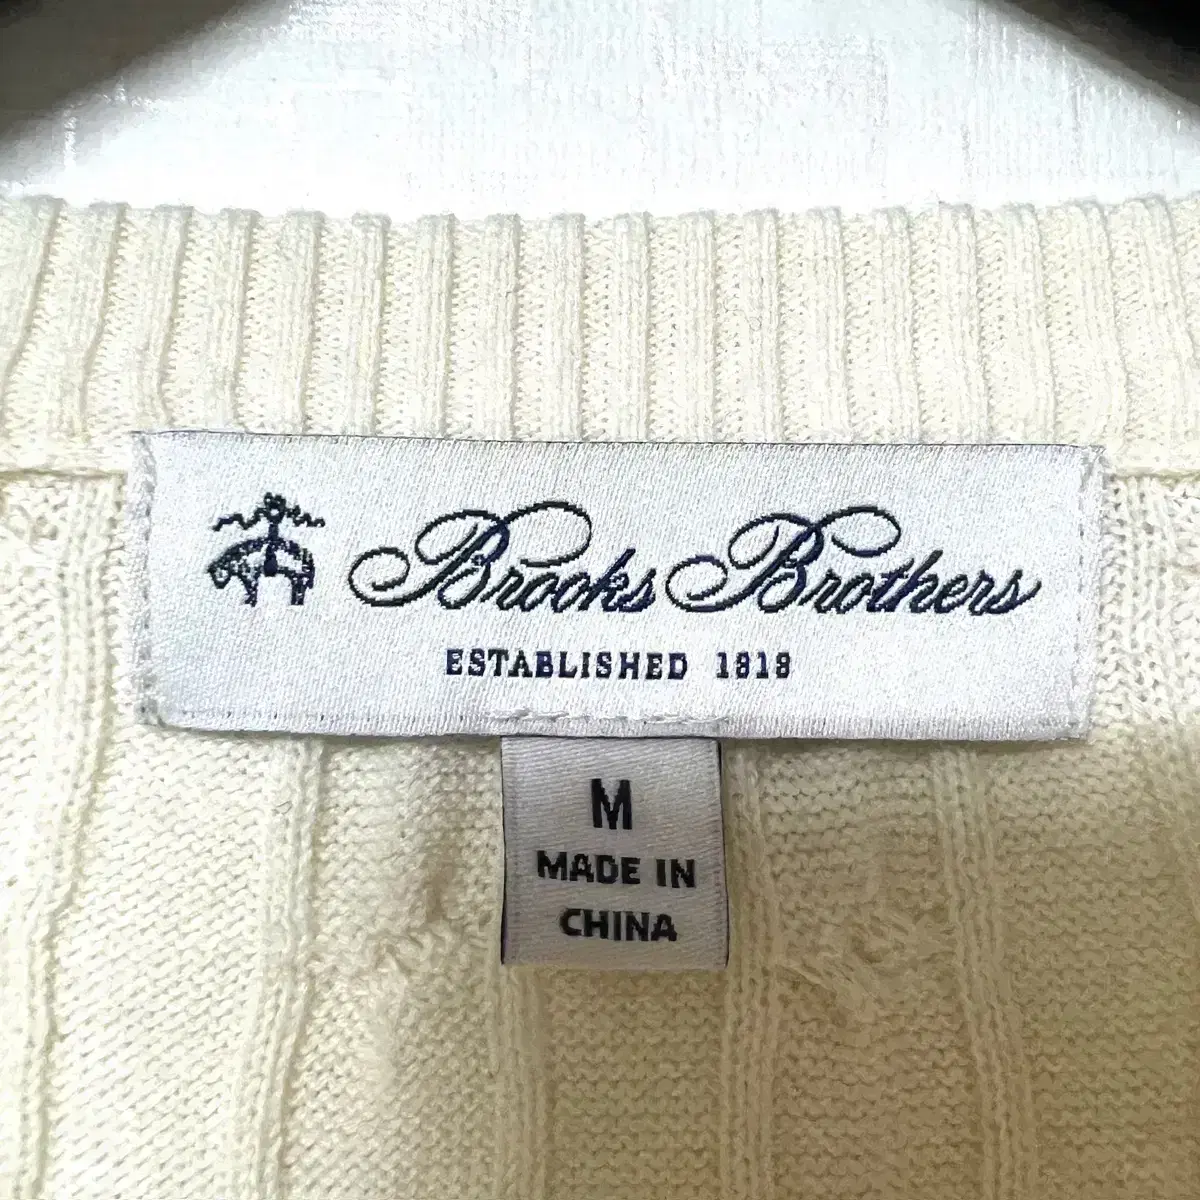 Brooks Brothers
ESTABLISHED 1818
M
MADE IN
CHINA